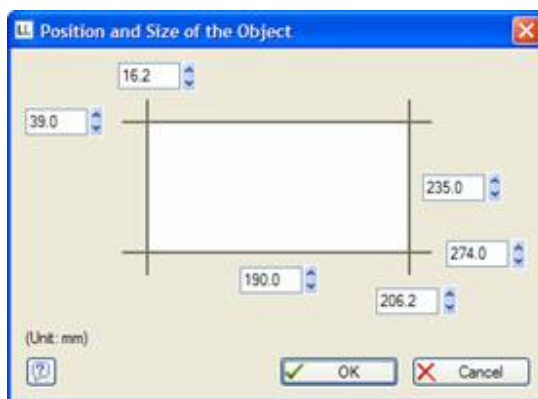 LL Position and Size of the Object
16.2
39.0
235.0
274.0
190.0
206.2
(Unit: mm)
? OK Cancel